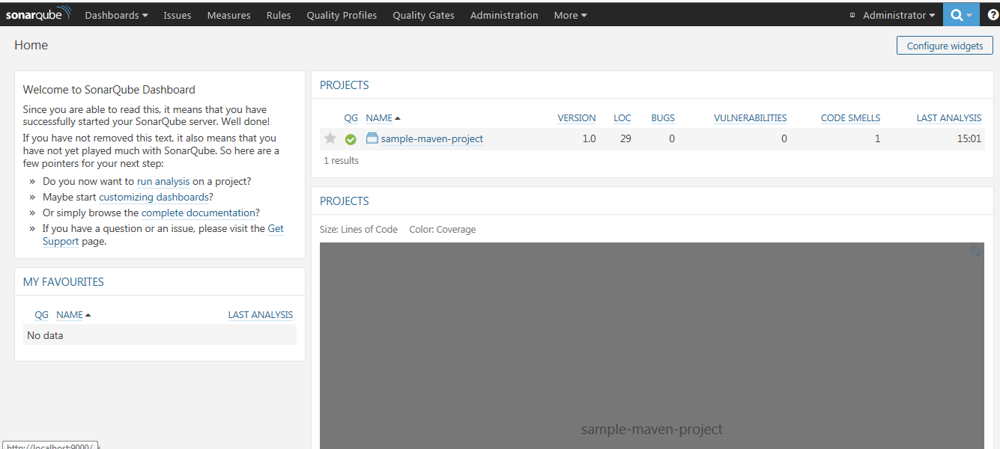 sonarqube Dashboards Issues Measures Rules Quality Profiles Quality Gates Administration More Administrator ?
Home
Configure widgets
Welcome to SonarQube Dashboard
Since you are able to read this, it means that you have
successfully started your SonarQube server. Well done!
If you have not removed this text, it also means that you
have not yet played much with SonarQube. So here are a
few pointers for your next step:
» Do you now want to run analysis on a project?
» Maybe start customizing dashboards?
» Or simply browse the complete documentation?
» If you have a question or an issue, please visit the Get
Support page.
MY FAVOURITES
QG NAME LAST ANALYSIS
No data
PROJECTS
QG NAME VERSION LOC BUGS VULNERABILITIES CODE SMELLS LAST ANALYSIS
sample-maven-project 1.0 29 0 0 1 15:01
1 results
PROJECTS
Size: Lines of Code Color: Coverage
sample-maven-project
http://localhost:9000/